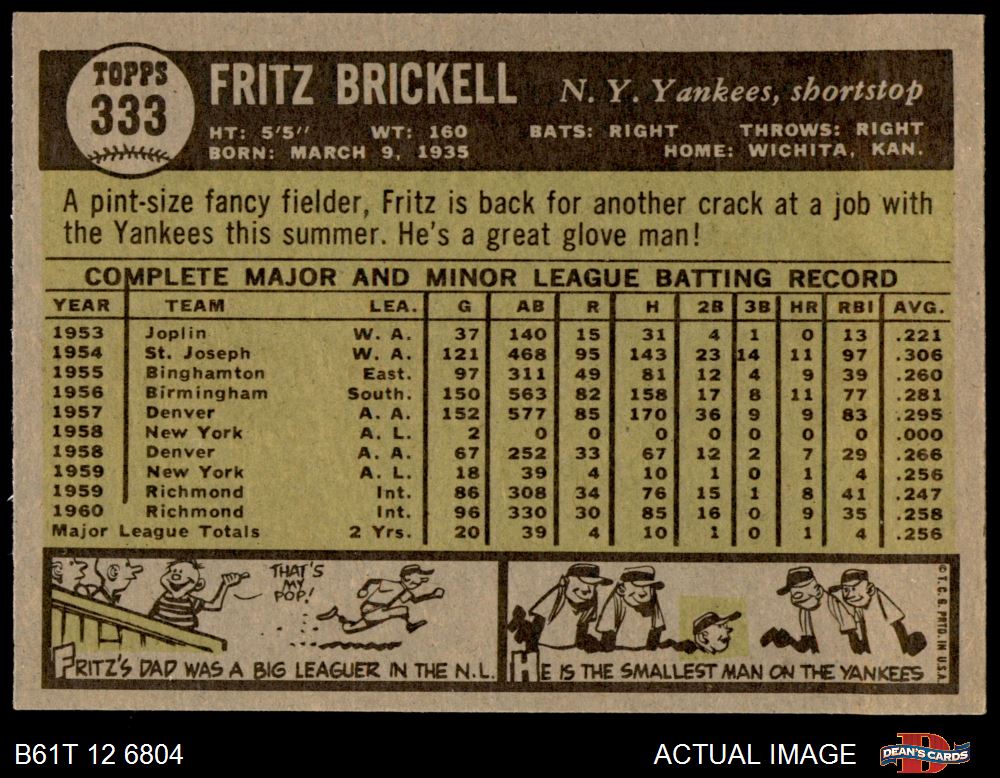 TOPPS
333
FRITZ BRICKELL N. Y. Yankees, shortstop
HT: 5'5" WT: 160 BATS: RIGHT THROWS: RIGHT
BORN: MARCH 9, 1935 HOME: WICHITA, KAN.
A pint-size fancy fielder, Fritz is back for another crack at a job with
the Yankees this summer. He's a great glove man!
COMPLETE MAJOR AND MINOR LEAGUE BATTING RECORD
YEAR TEAM LEA. G AB R H 2B 3B HR RBI AVG.
1953 Joplin W. A. 37 140 15 31 4 1 0 13 .221
1954 St. Joseph W. A. 121 468 95 143 23 14 11 97 .306
1955 Binghamton East. 97 311 49 81 12 4 9 39 .260
1956 Birmingham South. 150 563 82 158 17 8 11 77 .281
1957 Denver A. A. 152 577 85 170 36 9 9 83 .295
1958 New York A. L. 2 0 0 0 0 0 0 0 .000
1958 Denver A. A. 67 252 33 67 12 2 7 29 .266
1959 New York A. L. 18 39 4 10 1 0 1 4 .256
1959 Richmond Int. 86 308 34 76 15 1 8 41 .247
1960 Richmond Int. 96 330 30 85 16 0 9 35 .258
Major League Totals 2 Yrs. 20 39 4 10 1 0 1 4 .256
THAT'S
MY
POP!
FRITZ'S DAD WAS A BIG LEAGUER IN THE N.L.
HE IS THE SMALLEST MAN ON THE YANKEES
© T. C. G. PRTD. IN U.S.A.
B61T 12 6804 ACTUAL IMAGE
DEAN'S CARDS